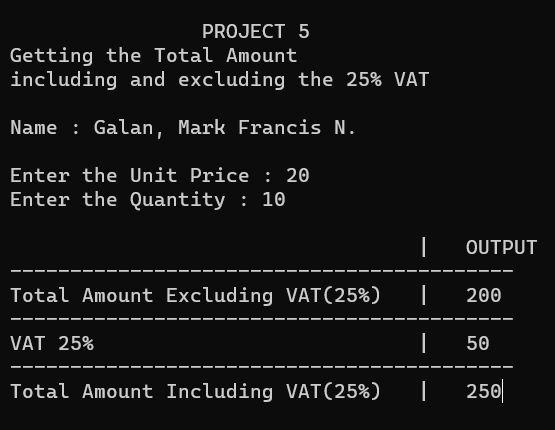 PROJECT 5
Getting the Total Amount
including and excluding the 25% VAT
Name : Galan, Mark Francis N.
Enter the Unit Price : 20
Enter the Quantity : 10
| OUTPUT
------------------------------------------
Total Amount Excluding VAT(25%) | 200
------------------------------------------
VAT 25% | 50
------------------------------------------
Total Amount Including VAT(25%) | 250